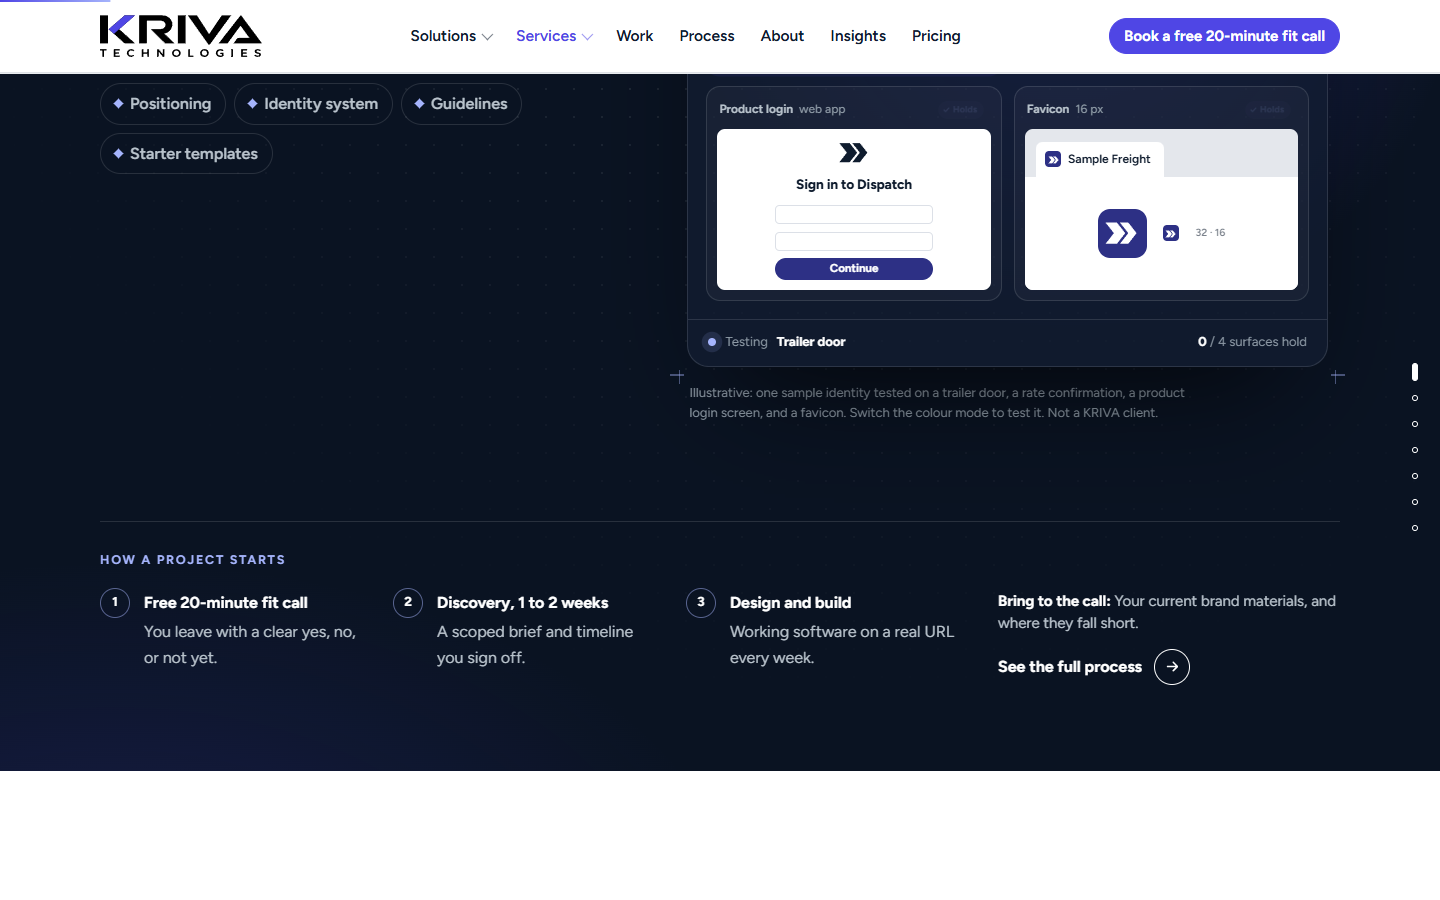 KRIVA
TECHNOLOGIES
Solutions
Services
Work
Process
About
Insights
Pricing
Book a free 20-minute fit call
Positioning
Identity system
Guidelines
Starter templates
Product login web app
Holds
Sign in to Dispatch
Continue
Favicon 16 px
Holds
Sample Freight
32 · 16
Testing Trailer door
0 / 4 surfaces hold
Illustrative: one sample identity tested on a trailer door, a rate confirmation, a product
login screen, and a favicon. Switch the colour mode to test it. Not a KRIVA client.
HOW A PROJECT STARTS
1
Free 20-minute fit call
You leave with a clear yes, no,
or not yet.
2
Discovery, 1 to 2 weeks
A scoped brief and timeline
you sign off.
3
Design and build
Working software on a real URL
every week.
Bring to the call: Your current brand materials, and
where they fall short.
See the full process